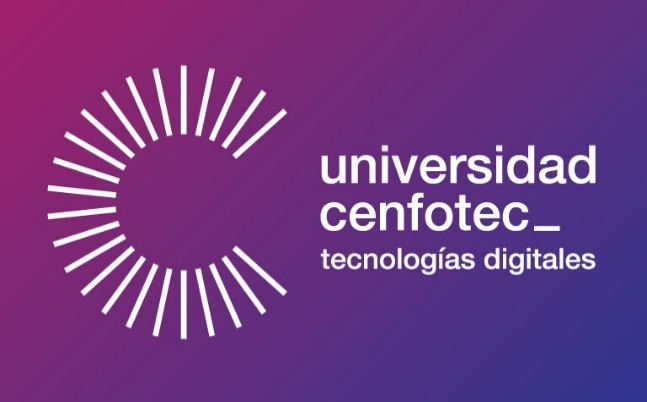 universidad
cenfotec_
tecnologías digitales